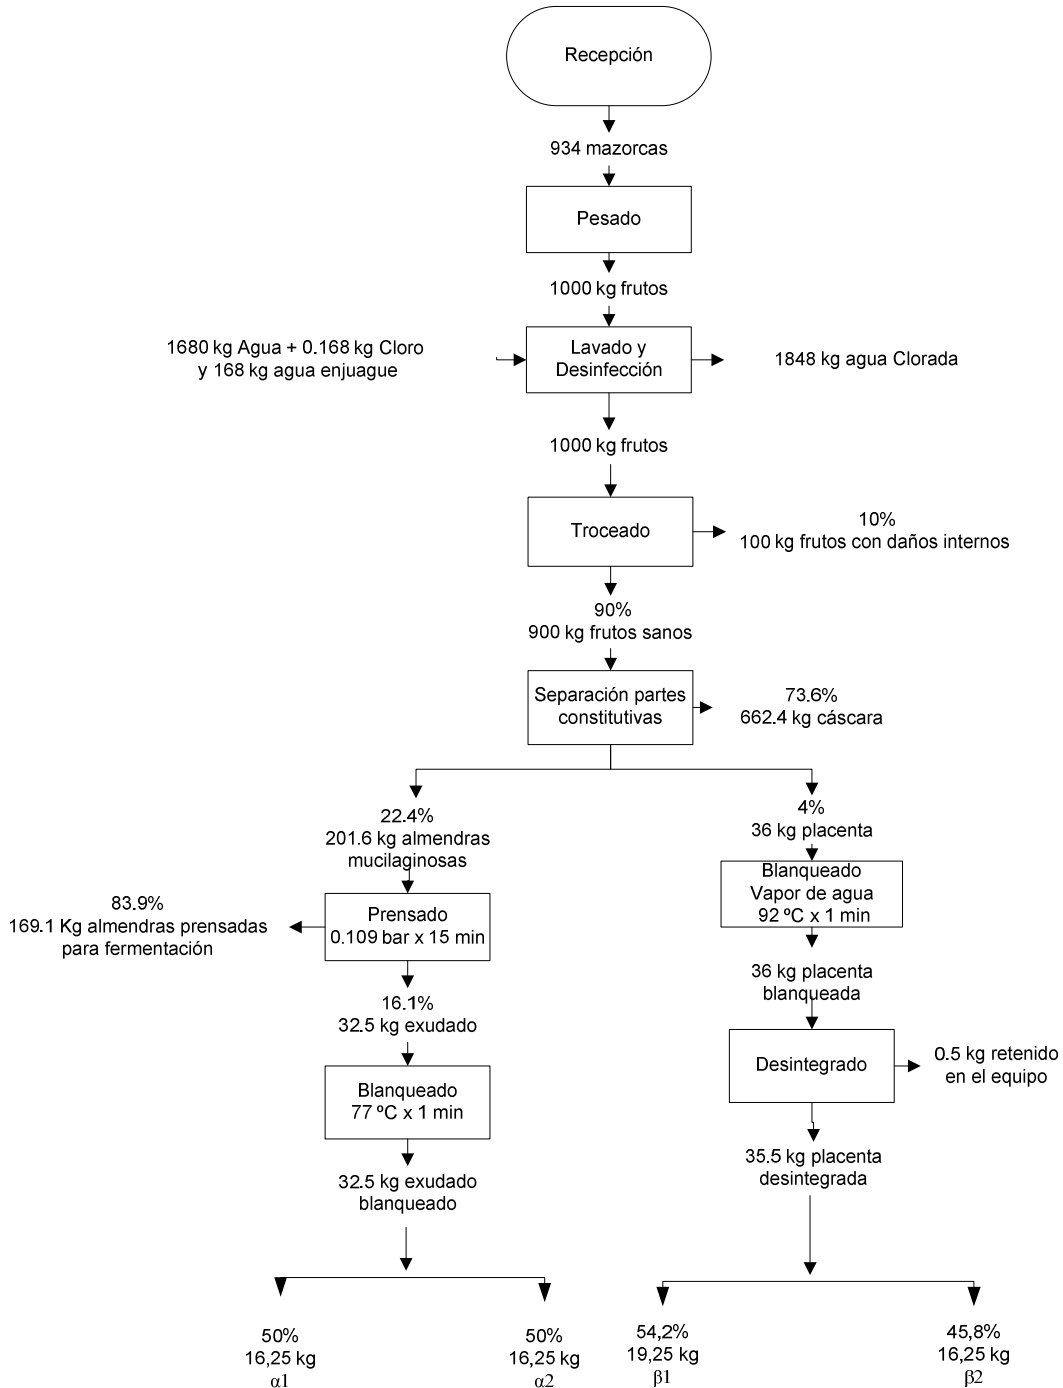 Recepción
934 mazorcas
Pesado
1000 kg frutos
1680 kg Agua + 0.168 kg Cloro
y 168 kg agua enjuague
Lavado y
Desinfección
1848 kg agua Clorada
1000 kg frutos
Troceado
10%
100 kg frutos con daños internos
90%
900 kg frutos sanos
Separación partes
constitutivas
73.6%
662.4 kg cáscara
22.4%
201.6 kg almendras
mucilaginosas
4%
36 kg placenta
83.9%
169.1 Kg almendras prensadas
para fermentación
Prensado
0.109 bar x 15 min
Blanqueado
Vapor de agua
92 ºC x 1 min
16.1%
32.5 kg exudado
36 kg placenta
blanqueada
Blanqueado
77 ºC x 1 min
Desintegrado
0.5 kg retenido
en el equipo
32.5 kg exudado
blanqueado
35.5 kg placenta
desintegrada
50%
16,25 kg
α1
50%
16,25 kg
α2
54,2%
19,25 kg
β1
45,8%
16,25 kg
β2